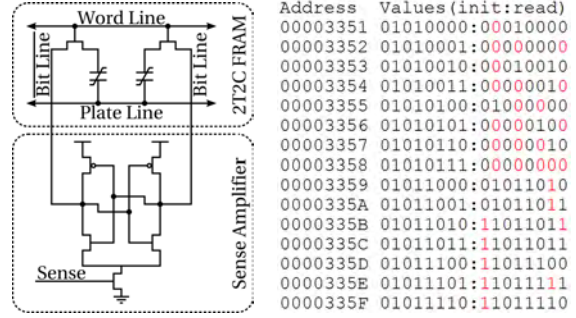 Word Line
Bit Line
Bit Line
Plate Line
2T2C FRAM
Sense Amplifier
Sense
Address Values(init:read)
00003351 01010000:00010000
00003352 01010001:00000000
00003353 01010010:00010010
00003354 01010011:00000010
00003355 01010100:01000000
00003356 01010101:00000100
00003357 01010110:00000010
00003358 01010111:00000000
00003359 01011000:01011010
0000335A 01011001:01011011
0000335B 01011010:11011011
0000335C 01011011:11011011
0000335D 01011100:11011100
0000335E 01011101:11011111
0000335F 01011110:11011110